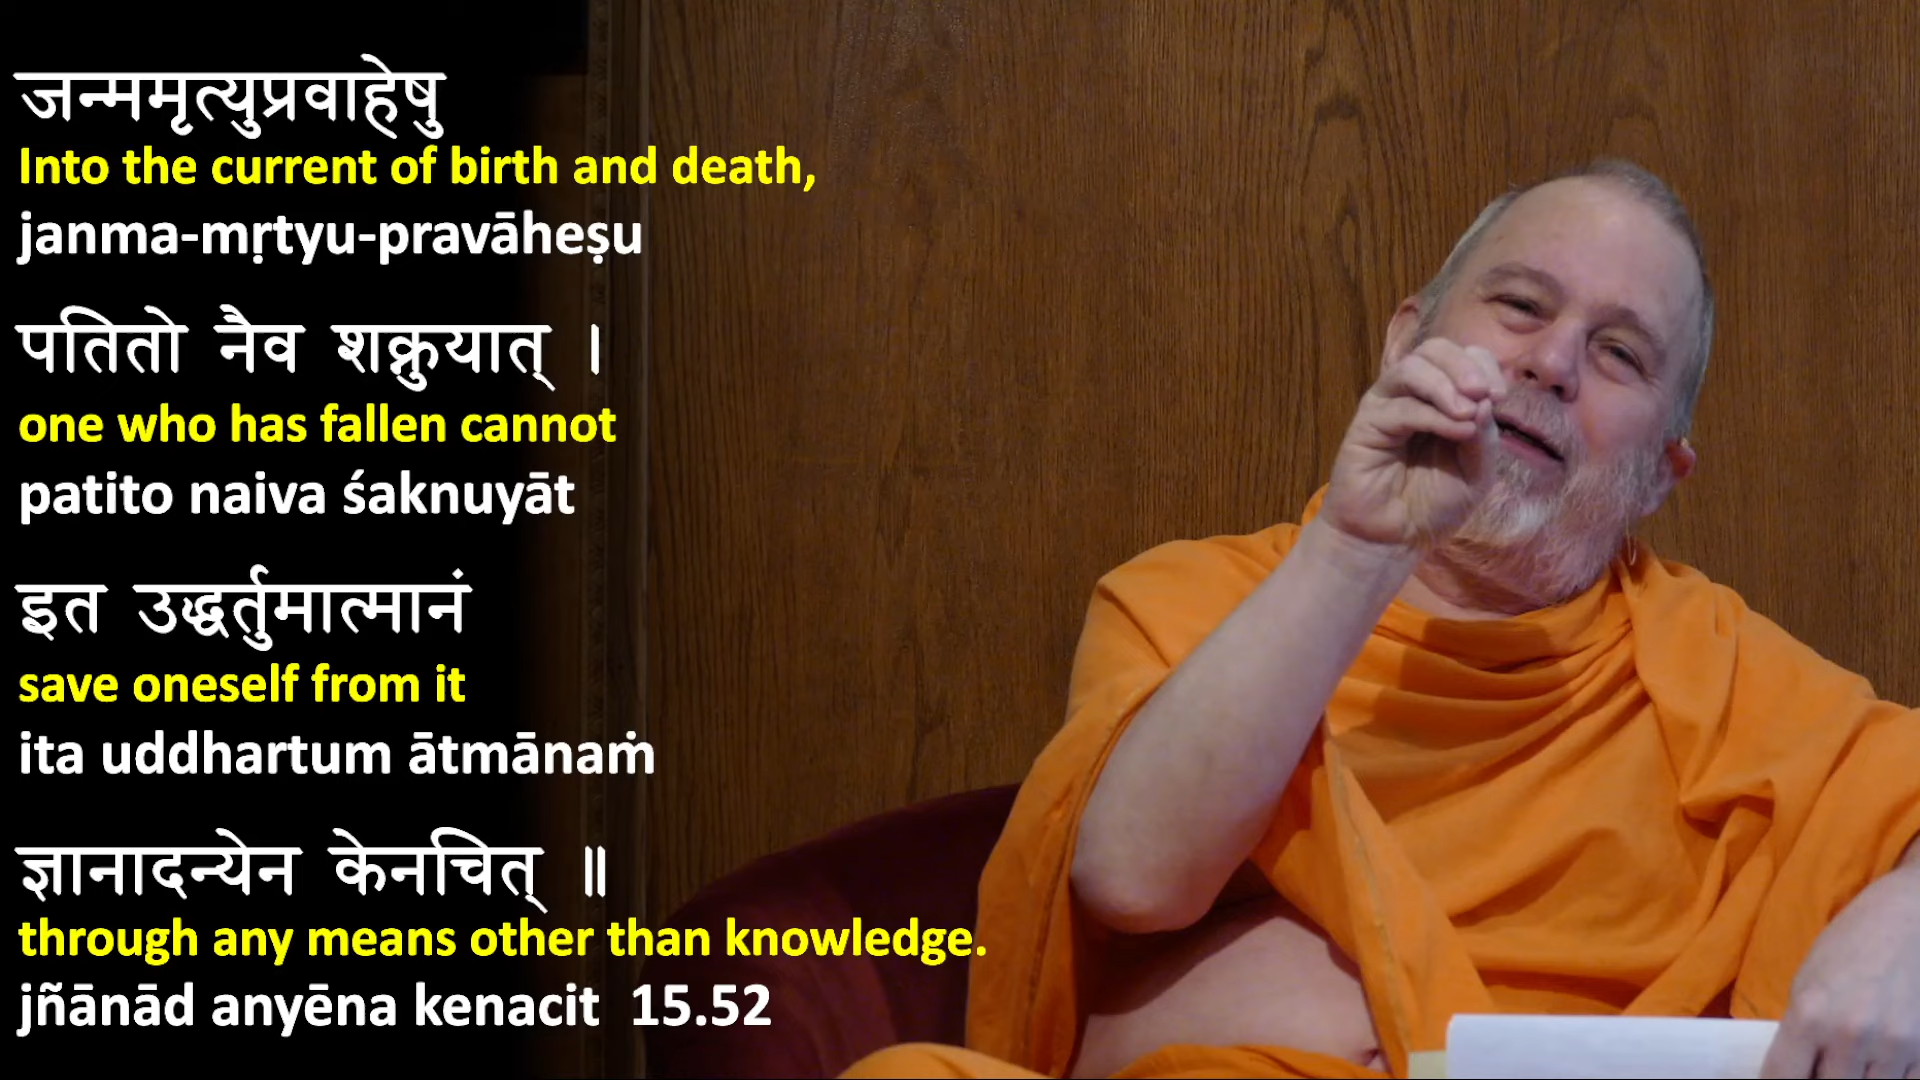 जन्ममृत्युप्रवाहेषु
Into the current of birth and death,
janma-mṛtyu-pravāheṣu
पतितो नैव शक्नुयात् ।
one who has fallen cannot
patito naiva śaknuyāt
इत उद्धर्तुमात्मानं
save oneself from it
ita uddhartum ātmānaṁ
ज्ञानादन्येन केनचित् ॥
through any means other than knowledge.
jñānād anyēna kenacit 15.52